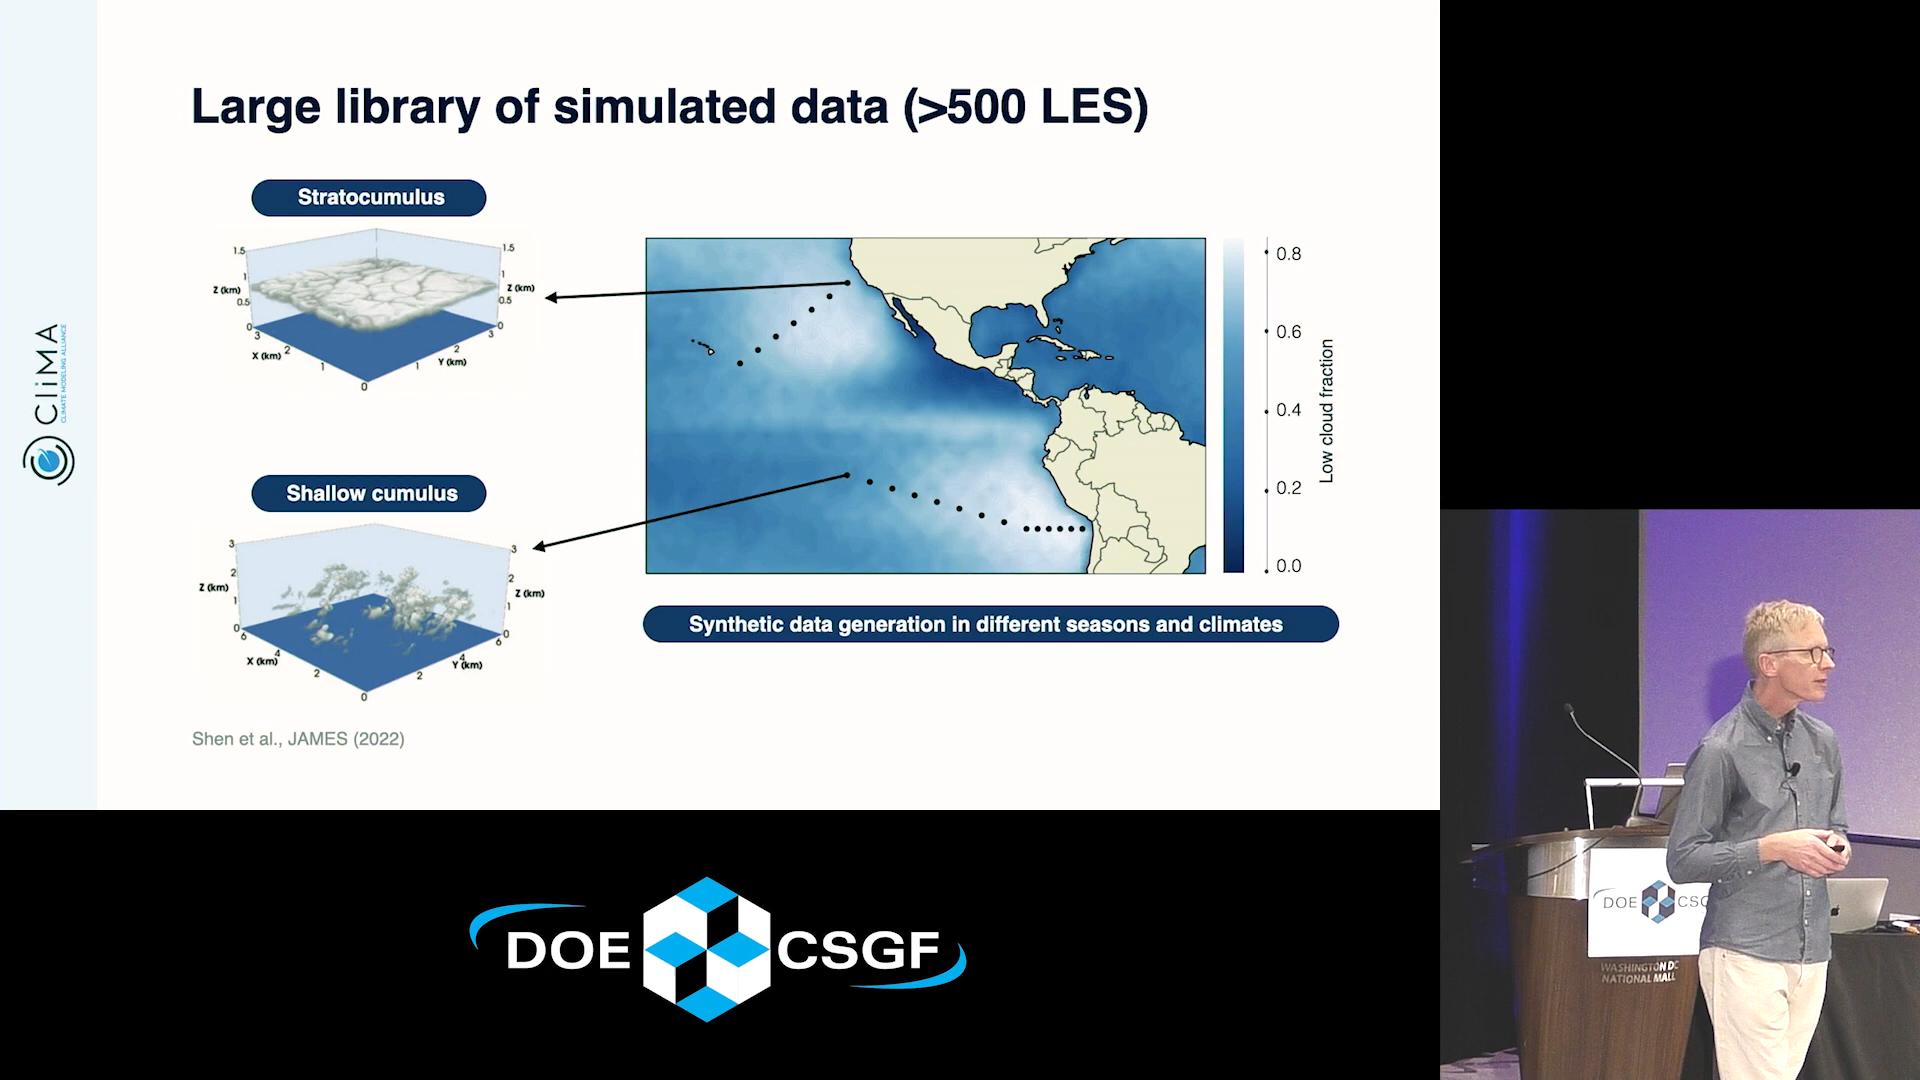 Large library of simulated data (>500 LES)
Stratocumulus
1.5
1.5
1
1
Z (km)
Z (km)
0.5
0.5
0
0
3
3
X (km)
2
2
Y (km)
1
1
0
Shallow cumulus
3
3
2
2
Z (km)
Z (km)
1
1
0
0
6
6
X (km)
4
4
Y (km)
2
2
0
0.8
0.6
0.4
0.2
0.0
Low cloud fraction
Synthetic data generation in different seasons and climates
Shen et al., JAMES (2022)
CliMA
CLIMATE MODELING ALLIANCE
DOE CSGF
DOE CSG
WASHINGTON DC
NATIONAL MALL